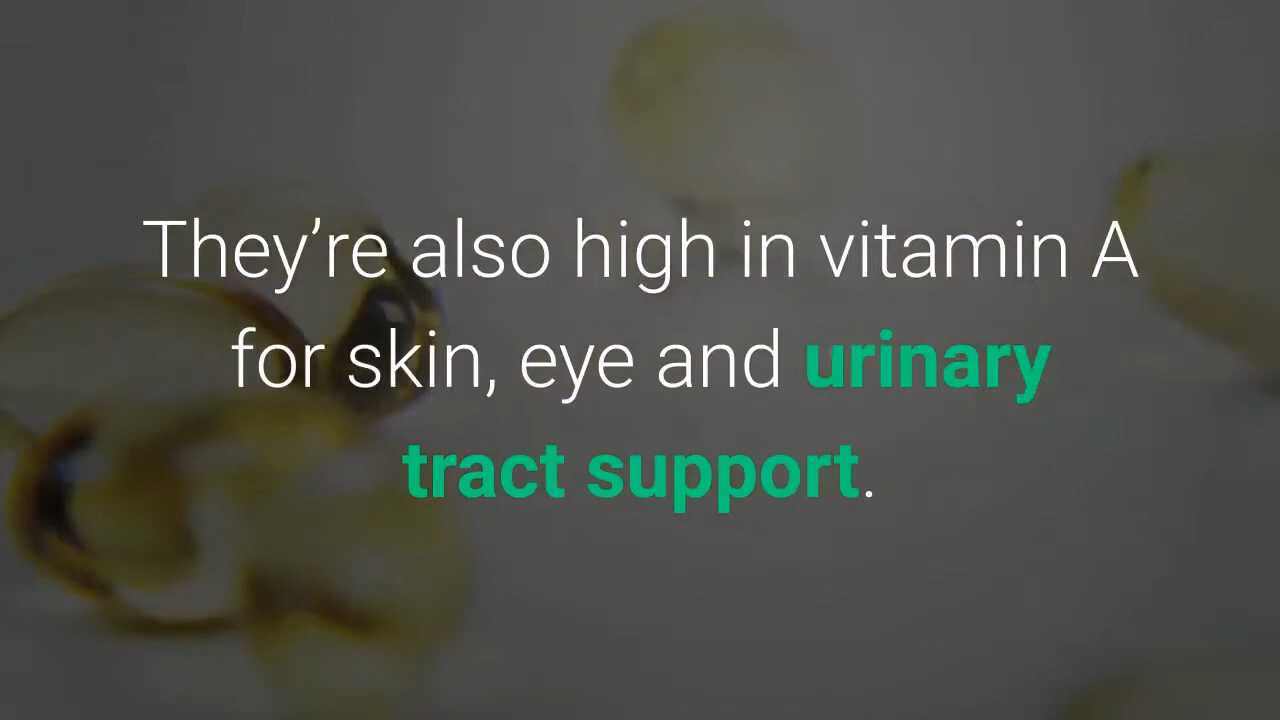 They’re also high in vitamin A
for skin, eye and urinary
tract support.